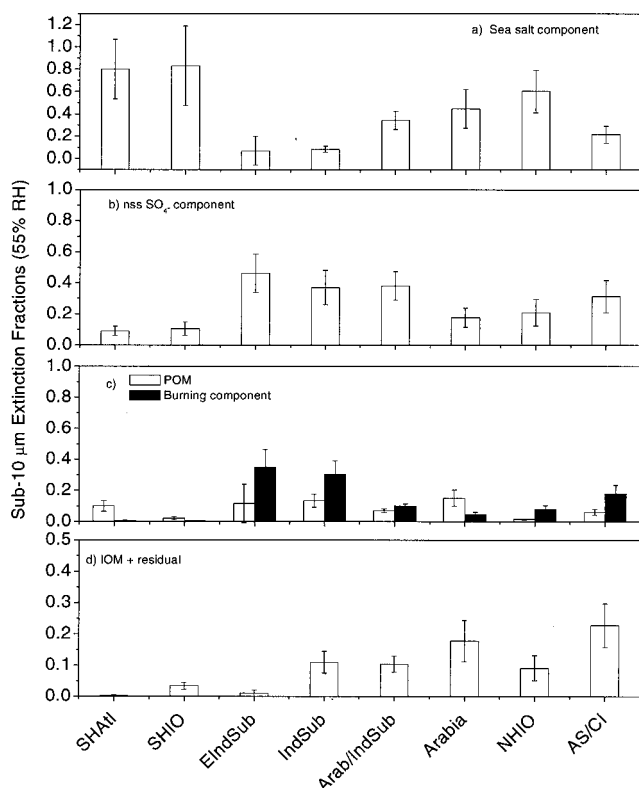 Sub-10 μm Extinction Fractions (55% RH)
1.2
1.0
0.8
0.6
0.4
0.2
0.0
a) Sea salt component
1.0
0.8
0.6
0.4
0.2
0.0
b) nss SO4- component
1.0
0.8
0.6
0.4
0.2
0.0
c)
POM
Burning component
0.5
0.4
0.3
0.2
0.1
0.0
d) IOM + residual
SHAtl
SHIO
EIndSub
IndSub
Arab/IndSub
Arabia
NHIO
AS/CI